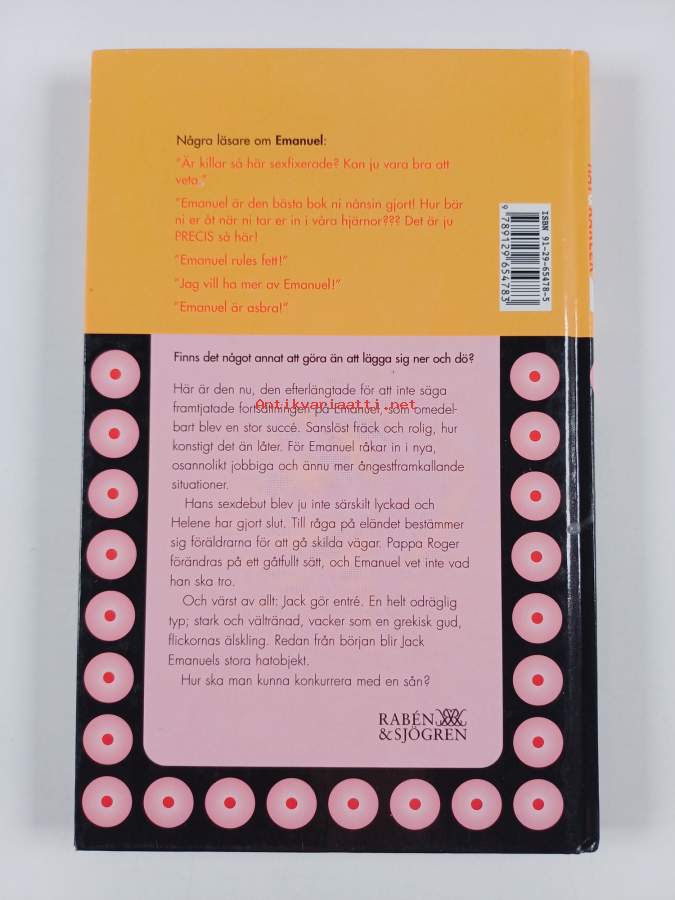 Några läsare om Emanuel:
"Är killar så här sexfixerade? Kan ju vara bra att
veta."
"Emanuel är den bästa bok ni nånsin gjort! Hur bär
ni er åt när ni tar er in i våra hjärnor??? Det är ju
PRECIS så här!
"Emanuel rules fett!"
"Jag vill ha mer av Emanuel!"
"Emanuel är asbra!"
ISBN 91-29-65478-5
9 789129 654783
Finns det något annat att göra än att lägga sig ner och dö?
Här är den nu, den efterlängtade för att inte säga
framtjatade fortsättningen på Emanuel, som omedel-
bart blev en stor succé. Sanslöst fräck och rolig, hur
konstigt det än låter. För Emanuel råkar in i nya,
osannolikt jobbiga och ännu mer ångestframkallande
situationer.
Hans sexdebut blev ju inte särskilt lyckad och
Helene har gjort slut. Till råga på eländet bestämmer
sig föräldrarna för att gå skilda vägar. Pappa Roger
förändras på ett gåtfullt sätt, och Emanuel vet inte vad
han ska tro.
Och värst av allt: Jack gör entré. En helt odräglig
typ; stark och vältränad, vacker som en grekisk gud,
flickornas älskling. Redan från början blir Jack
Emanuels stora hatobjekt.
Hur ska man kunna konkurrera med en sån?
RABÉN
&SJÖGREN
Antikvariaatti.net